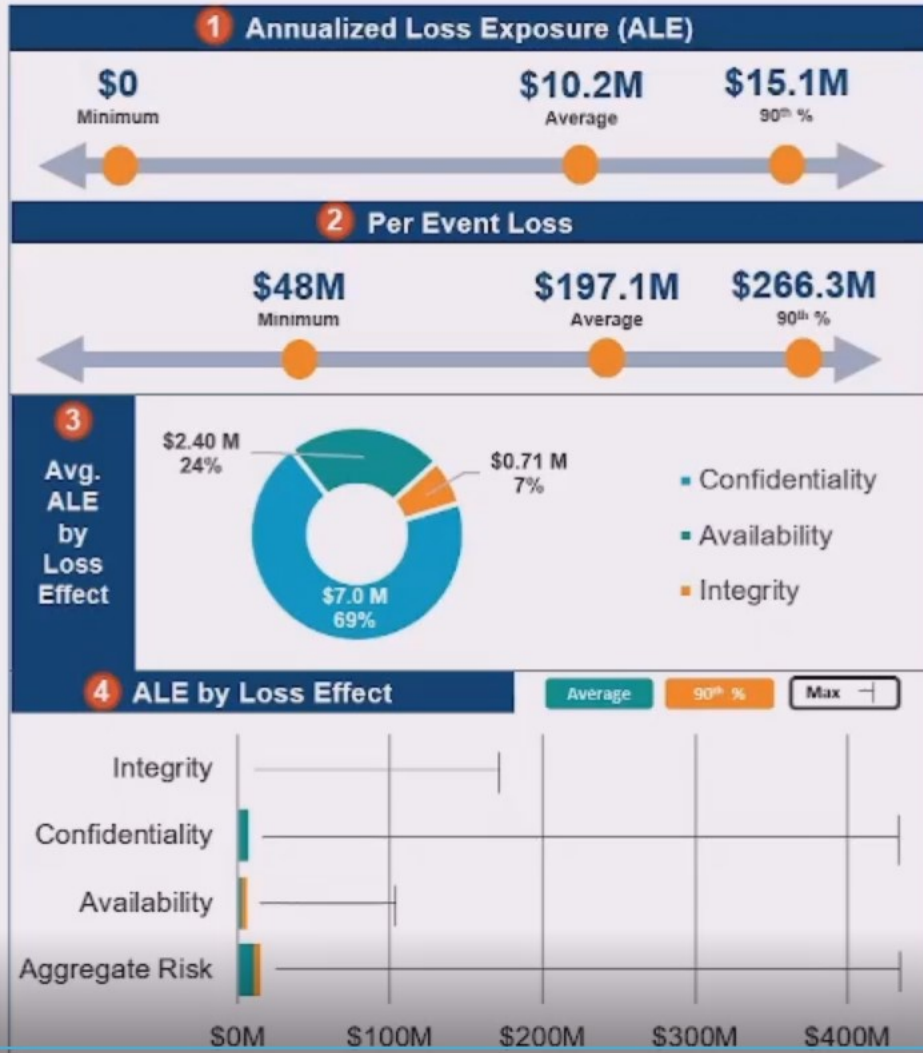 1 Annualized Loss Exposure (ALE)
$0
Minimum
$10.2M
Average
$15.1M
90th %
2 Per Event Loss
$48M
Minimum
$197.1M
Average
$266.3M
90th %
3
Avg.
ALE
by
Loss
Effect
$2.40 M
24%
$0.71 M
7%
$7.0 M
69%
Confidentiality
Availability
Integrity
4 ALE by Loss Effect
Average
90th %
Max
Integrity
Confidentiality
Availability
Aggregate Risk
$0M $100M $200M $300M $400M